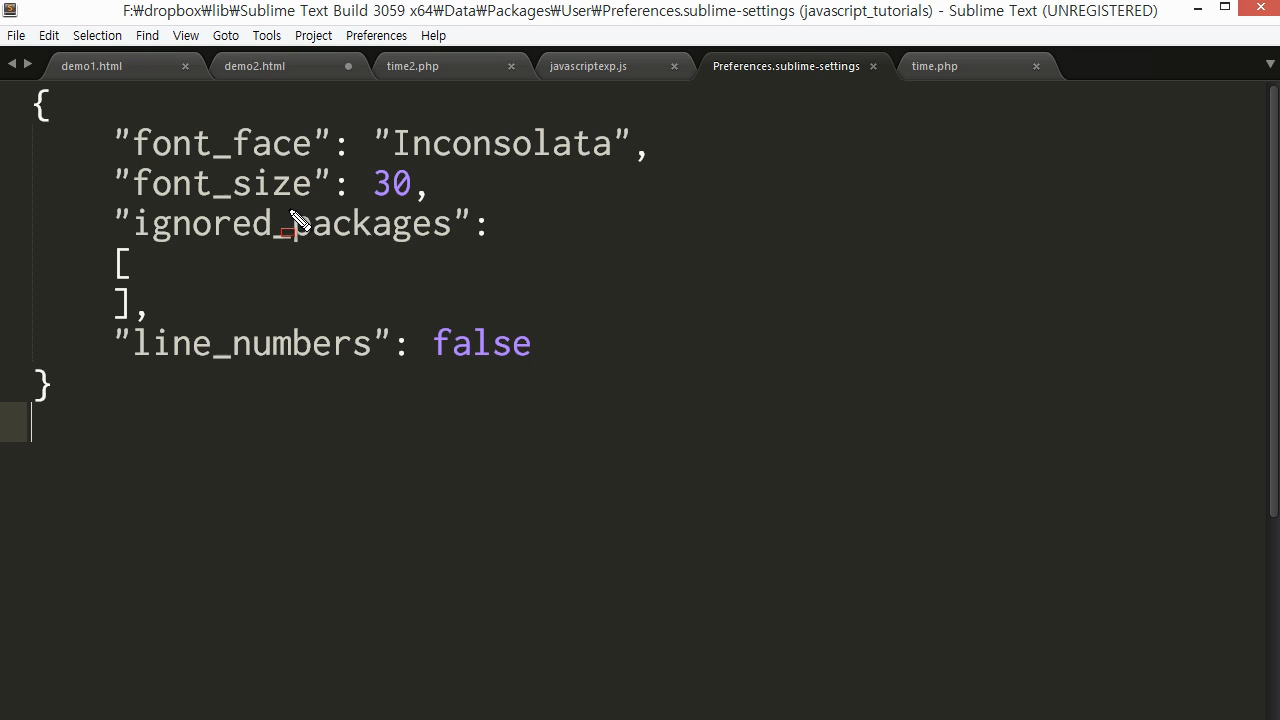 F:₩dropbox₩lib₩Sublime Text Build 3059 x64₩Data₩Packages₩User₩Preferences.sublime-settings (javascript_tutorials) - Sublime Text (UNREGISTERED)
File Edit Selection Find View Goto Tools Project Preferences Help
demo1.html demo2.html time2.php javascriptexp.js Preferences.sublime-settings time.php
{
"font_face": "Inconsolata",
"font_size": 30,
"ignored_packages":
[
],
"line_numbers": false
}